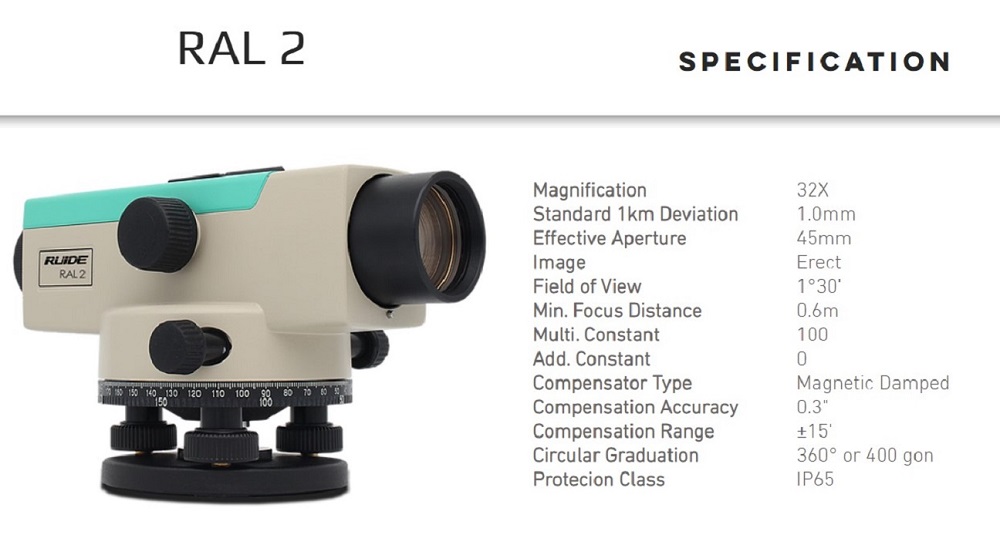 RAL 2
SPECIFICATION
RUIDE
RAL 2
160 150 140 130 120 110 100 90 80 70 60
150 100
Magnification 32X
Standard 1km Deviation 1.0mm
Effective Aperture 45mm
Image Erect
Field of View 1°30'
Min. Focus Distance 0.6m
Multi. Constant 100
Add. Constant 0
Compensator Type Magnetic Damped
Compensation Accuracy 0.3"
Compensation Range ±15'
Circular Graduation 360° or 400 gon
Protecion Class IP65